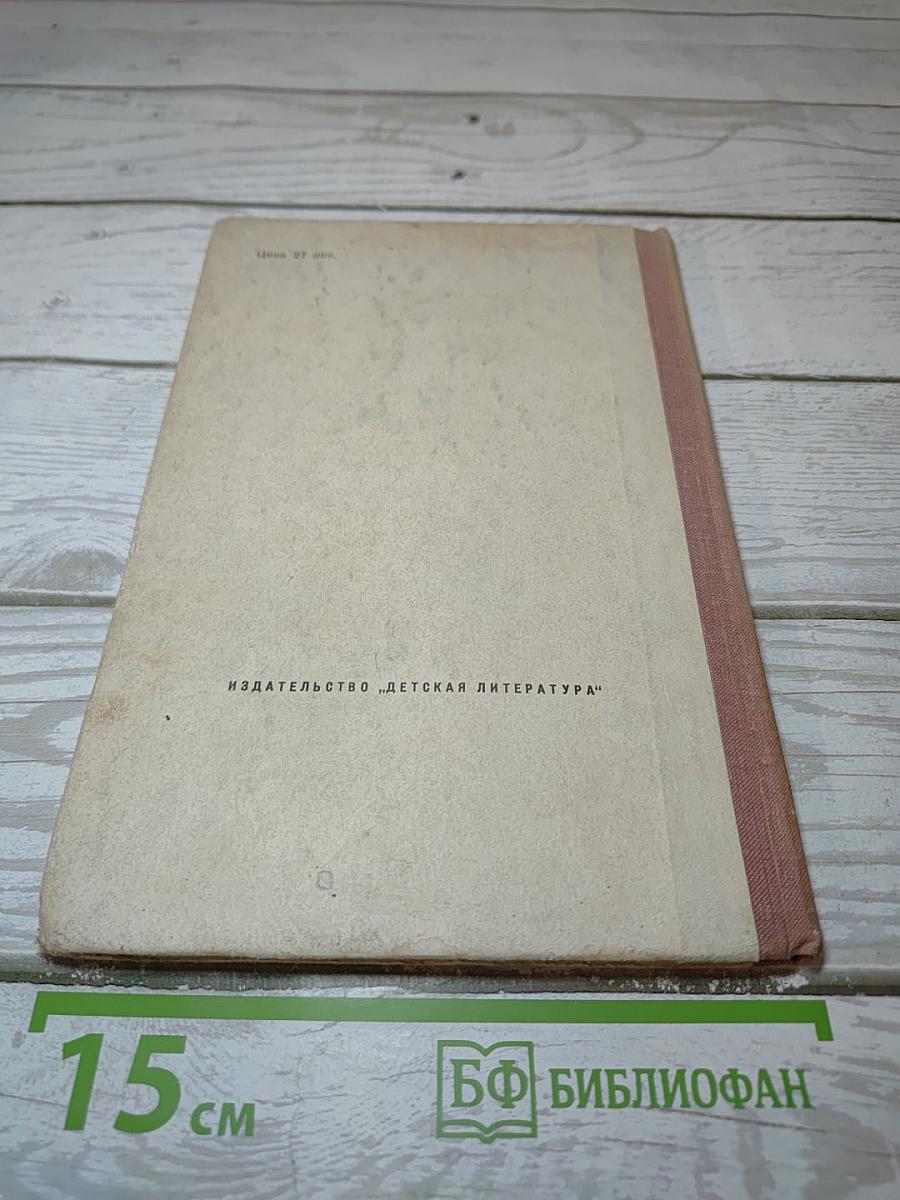 Цена 27 коп.
ИЗДАТЕЛЬСТВО „ДЕТСКАЯ ЛИТЕРАТУРА“
15 см
БФ БИБЛИОФАН